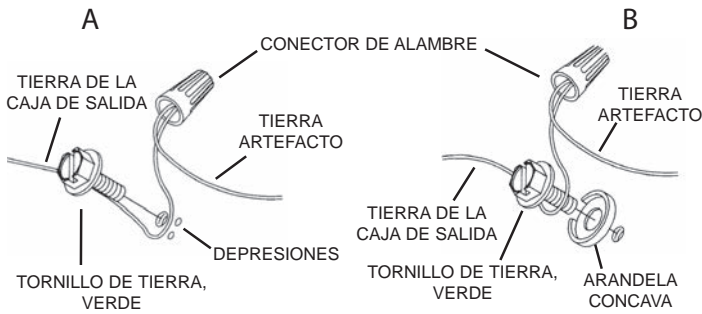 A
B
CONECTOR DE ALAMBRE
TIERRA DE LA
CAJA DE SALIDA
TIERRA
ARTEFACTO
TIERRA
ARTEFACTO
DEPRESIONES
TORNILLO DE TIERRA,
VERDE
TIERRA DE LA
CAJA DE SALIDA
TORNILLO DE TIERRA,
VERDE
ARANDELA
CONCAVA